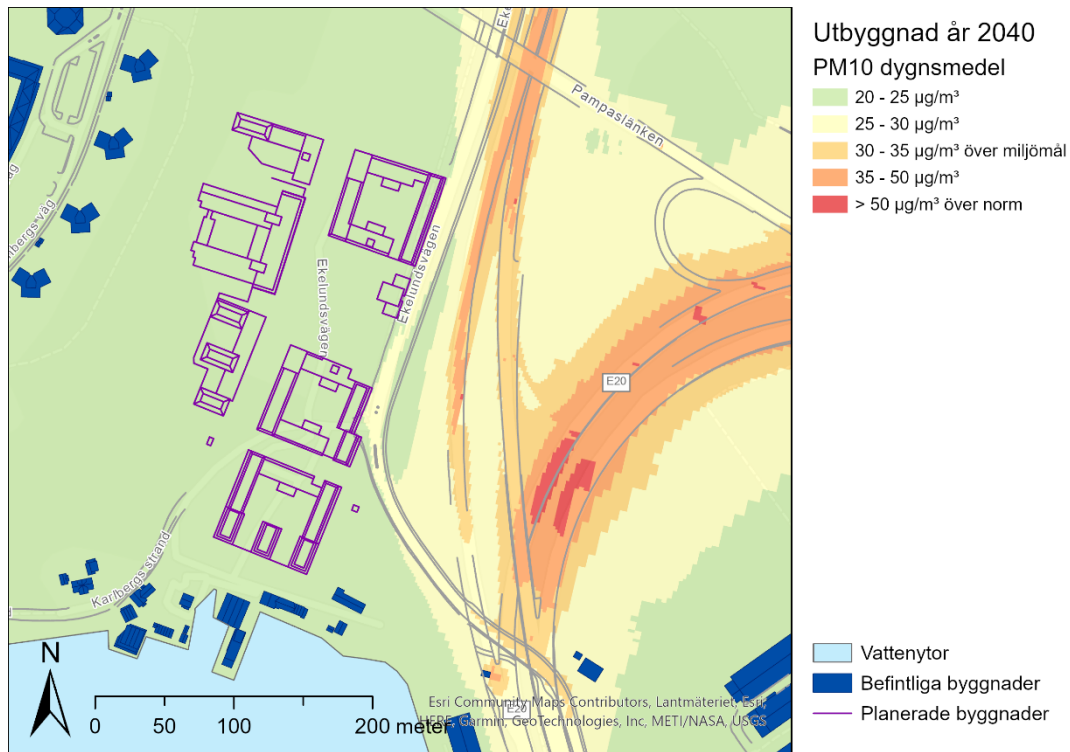 Utbyggnad år 2040
PM10 dygnsmedel
20 - 25 µg/m³
25 - 30 µg/m³
30 - 35 µg/m³ över miljömål
35 - 50 µg/m³
> 50 µg/m³ över norm
Pampaslänken
Ekelundsvägen
Ekelundsvägen
E20
Karlbergs strand
N
0 50 100 200 meter
Esri Community Maps Contributors, Lantmäteriet, Esri,
HERE, Garmin, GeoTechnologies, Inc, METI/NASA, USGS
E20
Vattenytor
Befintliga byggnader
Planerade byggnader